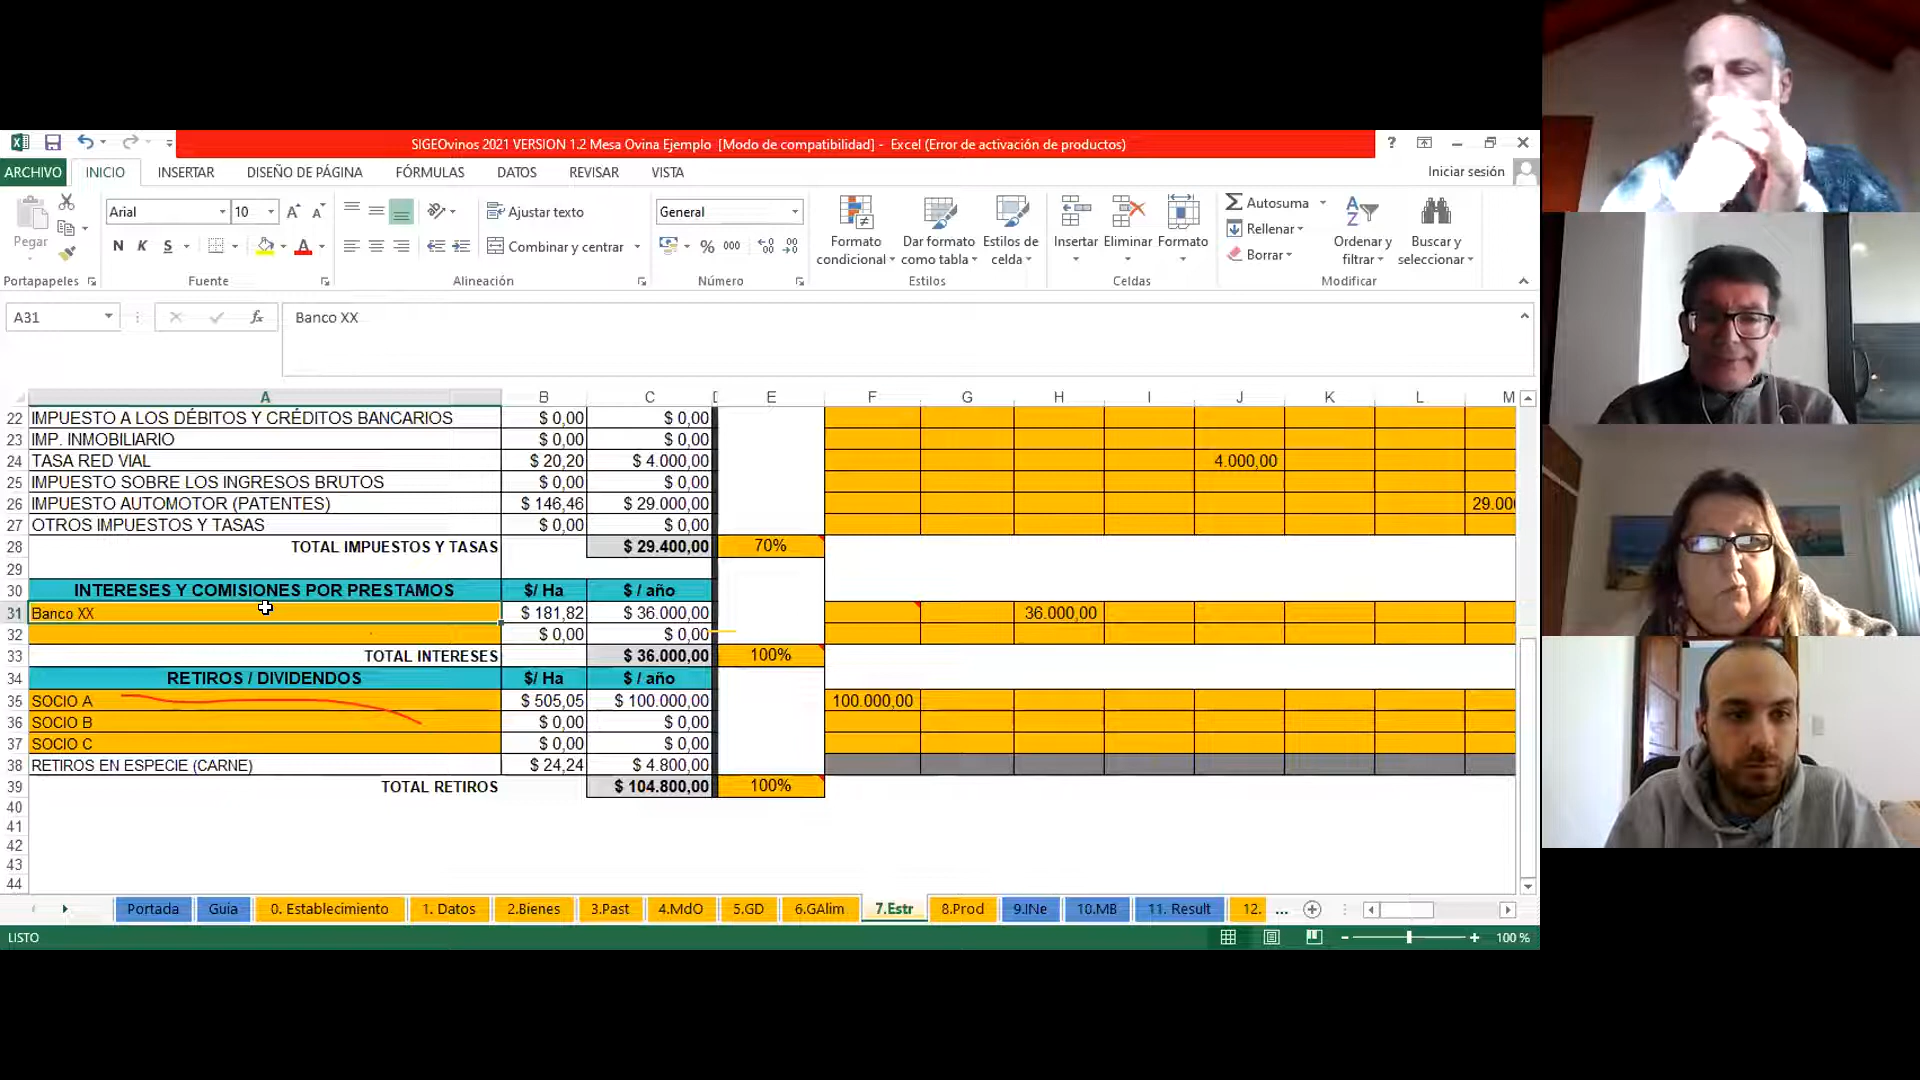 SIGEOvinos 2021 VERSION 1.2 Mesa Ovina Ejemplo [Modo de compatibilidad] - Excel (Error de activación de productos)
ARCHIVO INICIO INSERTAR DISEÑO DE PÁGINA FÓRMULAS DATOS REVISAR VISTA Iniciar sesión
Arial 10 Ajustar texto General Autosuma
Pegar N K S Combinar y centrar % 000 Formato condicional Dar formato como tabla Estilos de celda Insertar Eliminar Formato Rellenar Borrar Ordenar y filtrar Buscar y seleccionar
Portapapeles Fuente Alineación Número Estilos Celdas Modificar
A31 fx Banco XX
A B C D E F G H I J K L M
22 IMPUESTO A LOS DÉBITOS Y CRÉDITOS BANCARIOS $ 0,00 $ 0,00
23 IMP. INMOBILIARIO $ 0,00 $ 0,00
24 TASA RED VIAL $ 20,20 $ 4.000,00 4.000,00
25 IMPUESTO SOBRE LOS INGRESOS BRUTOS $ 0,00 $ 0,00
26 IMPUESTO AUTOMOTOR (PATENTES) $ 146,46 $ 29.000,00 29.00
27 OTROS IMPUESTOS Y TASAS $ 0,00 $ 0,00
28 TOTAL IMPUESTOS Y TASAS $ 29.400,00 70%
29
30 INTERESES Y COMISIONES POR PRESTAMOS $/ Ha $ / año
31 Banco XX $ 181,82 $ 36.000,00 36.000,00
32 $ 0,00 $ 0,00
33 TOTAL INTERESES $ 36.000,00 100%
34 RETIROS / DIVIDENDOS $/ Ha $ / año
35 SOCIO A $ 505,05 $ 100.000,00 100.000,00
36 SOCIO B $ 0,00 $ 0,00
37 SOCIO C $ 0,00 $ 0,00
38 RETIROS EN ESPECIE (CARNE) $ 24,24 $ 4.800,00
39 TOTAL RETIROS $ 104.800,00 100%
40
41
42
43
44
Portada Guía 0. Establecimiento 1. Datos 2.Bienes 3.Past 4.MdO 5.GD 6.GAlim 7.Estr 8.Prod 9.INe 10.MB 11. Result 12. ...
LISTO 100 %